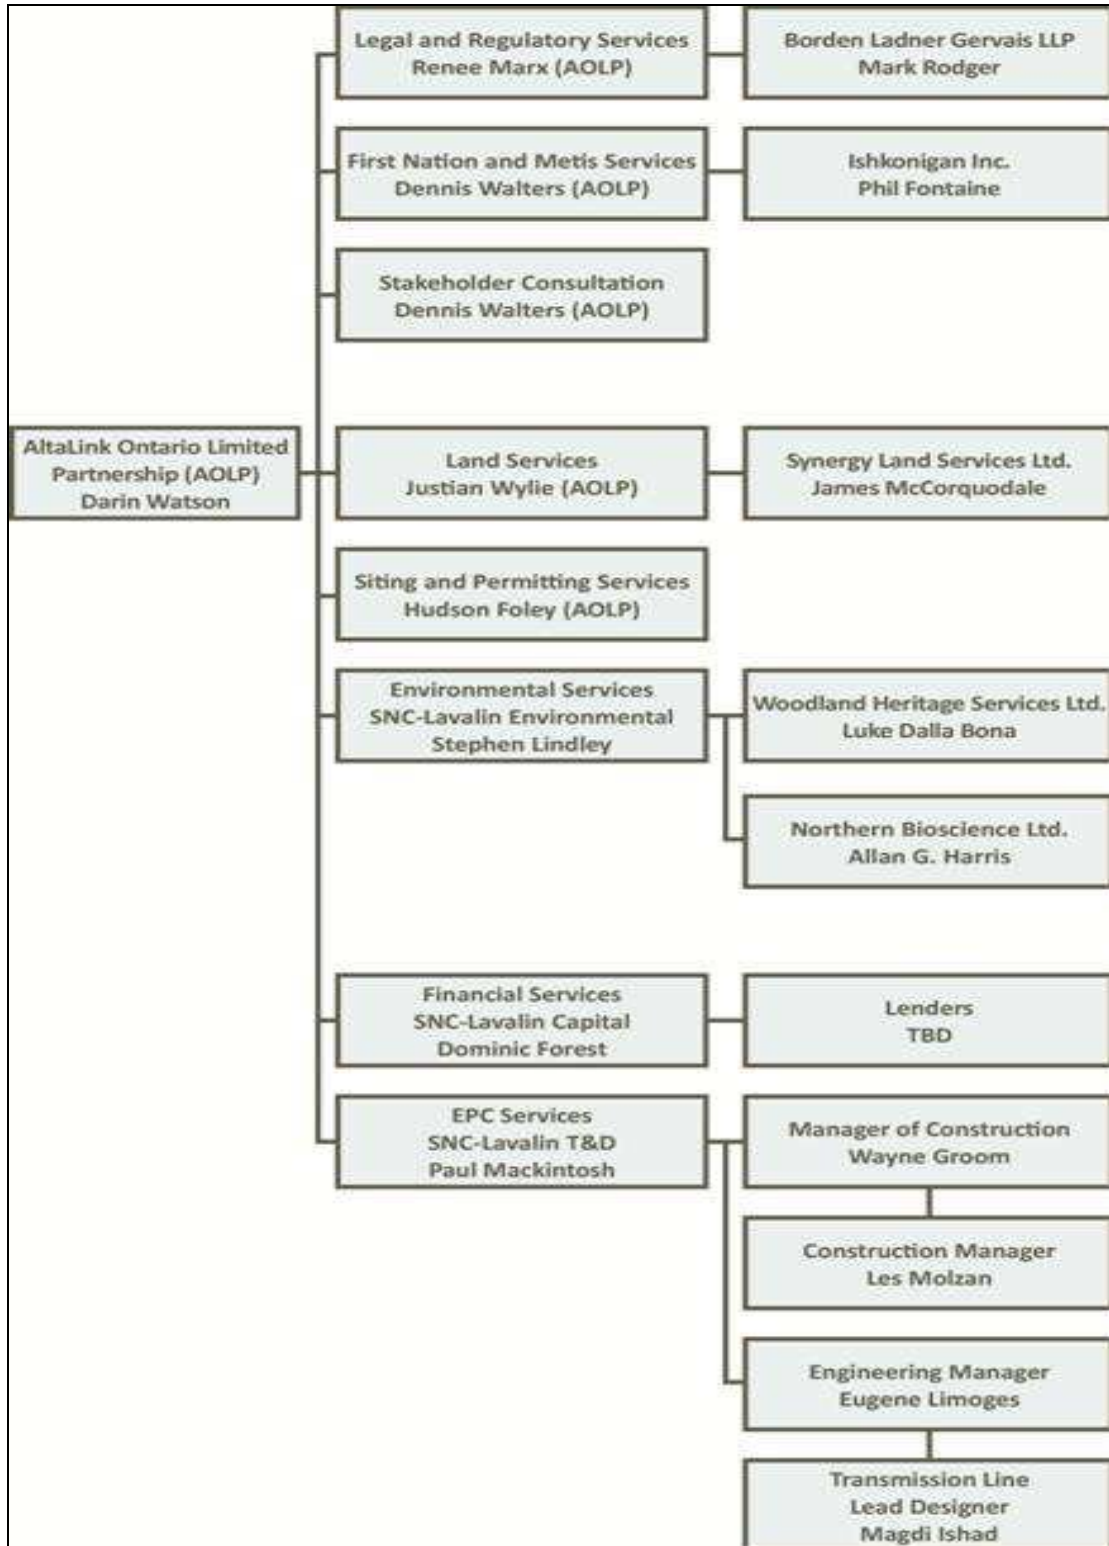 Legal and Regulatory Services
Renee Marx (AOLP)
Borden Ladner Gervais LLP
Mark Rodger
First Nation and Metis Services
Dennis Walters (AOLP)
Ishkonigan Inc.
Phil Fontaine
Stakeholder Consultation
Dennis Walters (AOLP)
AltaLink Ontario Limited
Partnership (AOLP)
Darin Watson
Land Services
Justian Wylie (AOLP)
Synergy Land Services Ltd.
James McCorquodale
Siting and Permitting Services
Hudson Foley (AOLP)
Environmental Services
SNC-Lavalin Environmental
Stephen Lindley
Woodland Heritage Services Ltd.
Luke Dalla Bona
Northern Bioscience Ltd.
Allan G. Harris
Financial Services
SNC-Lavalin Capital
Dominic Forest
Lenders
TBD
EPC Services
SNC-Lavalin T&D
Paul Mackintosh
Manager of Construction
Wayne Groom
Construction Manager
Les Molzan
Engineering Manager
Eugene Limoges
Transmission Line
Lead Designer
Magdi Ishad